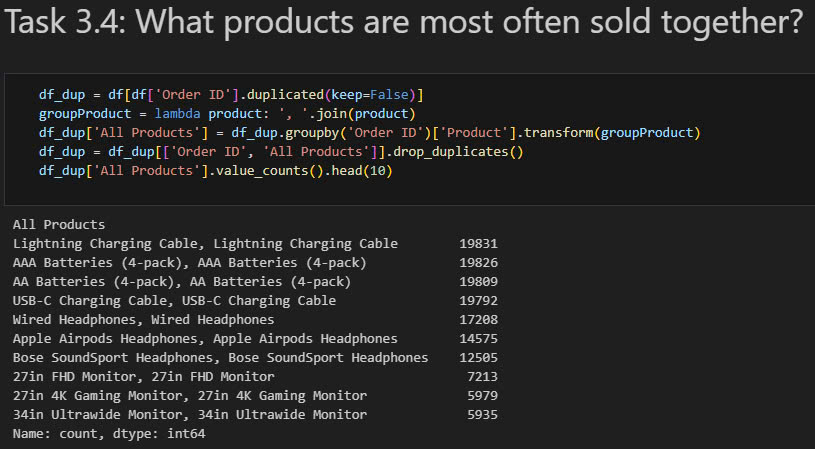 Task 3.4: What products are most often sold together?
df_dup = df[df['Order ID'].duplicated(keep=False)]
groupProduct = lambda product: ', '.join(product)
df_dup['All Products'] = df_dup.groupby('Order ID')['Product'].transform(groupProduct)
df_dup = df_dup[['Order ID', 'All Products']].drop_duplicates()
df_dup['All Products'].value_counts().head(10)
All Products
Lightning Charging Cable, Lightning Charging Cable 19831
AAA Batteries (4-pack), AAA Batteries (4-pack) 19826
AA Batteries (4-pack), AA Batteries (4-pack) 19809
USB-C Charging Cable, USB-C Charging Cable 19792
Wired Headphones, Wired Headphones 17208
Apple Airpods Headphones, Apple Airpods Headphones 14575
Bose SoundSport Headphones, Bose SoundSport Headphones 12505
27in FHD Monitor, 27in FHD Monitor 7213
27in 4K Gaming Monitor, 27in 4K Gaming Monitor 5979
34in Ultrawide Monitor, 34in Ultrawide Monitor 5935
Name: count, dtype: int64